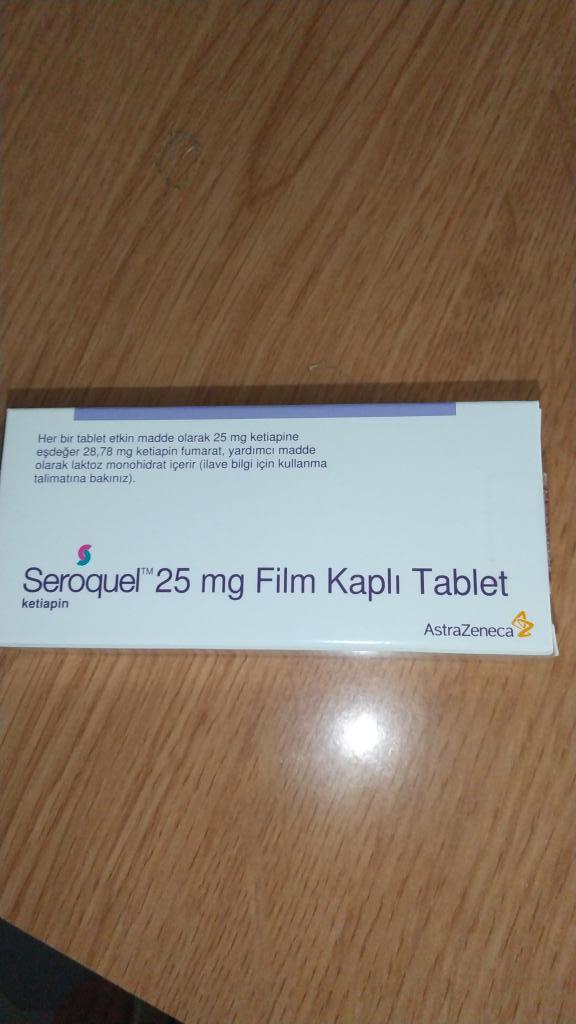 Her bir tablet etkin madde olarak 25 mg ketiapine
eşdeğer 28,78 mg ketiapin fumarat, yardımcı madde
olarak laktoz monohidrat içerir (ilave bilgi için kullanma
talimatına bakınız).
Seroquel™ 25 mg Film Kaplı Tablet
ketiapin
AstraZeneca